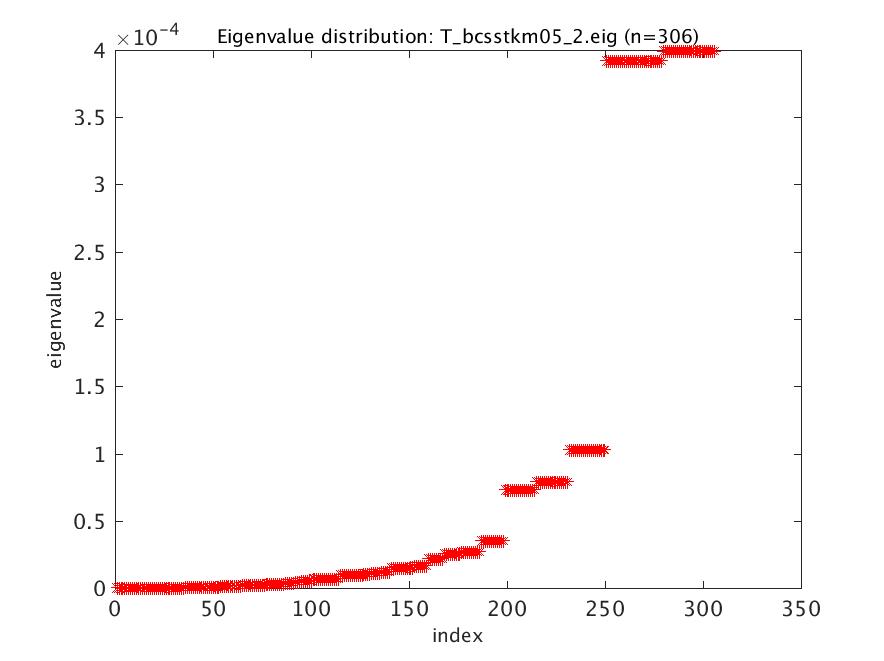 ×10⁻⁴
Eigenvalue distribution: T_bcsstkm05_2.eig (n=306)
4
3.5
3
2.5
2
1.5
1
0.5
0
eigenvalue
0 50 100 150 200 250 300 350
index